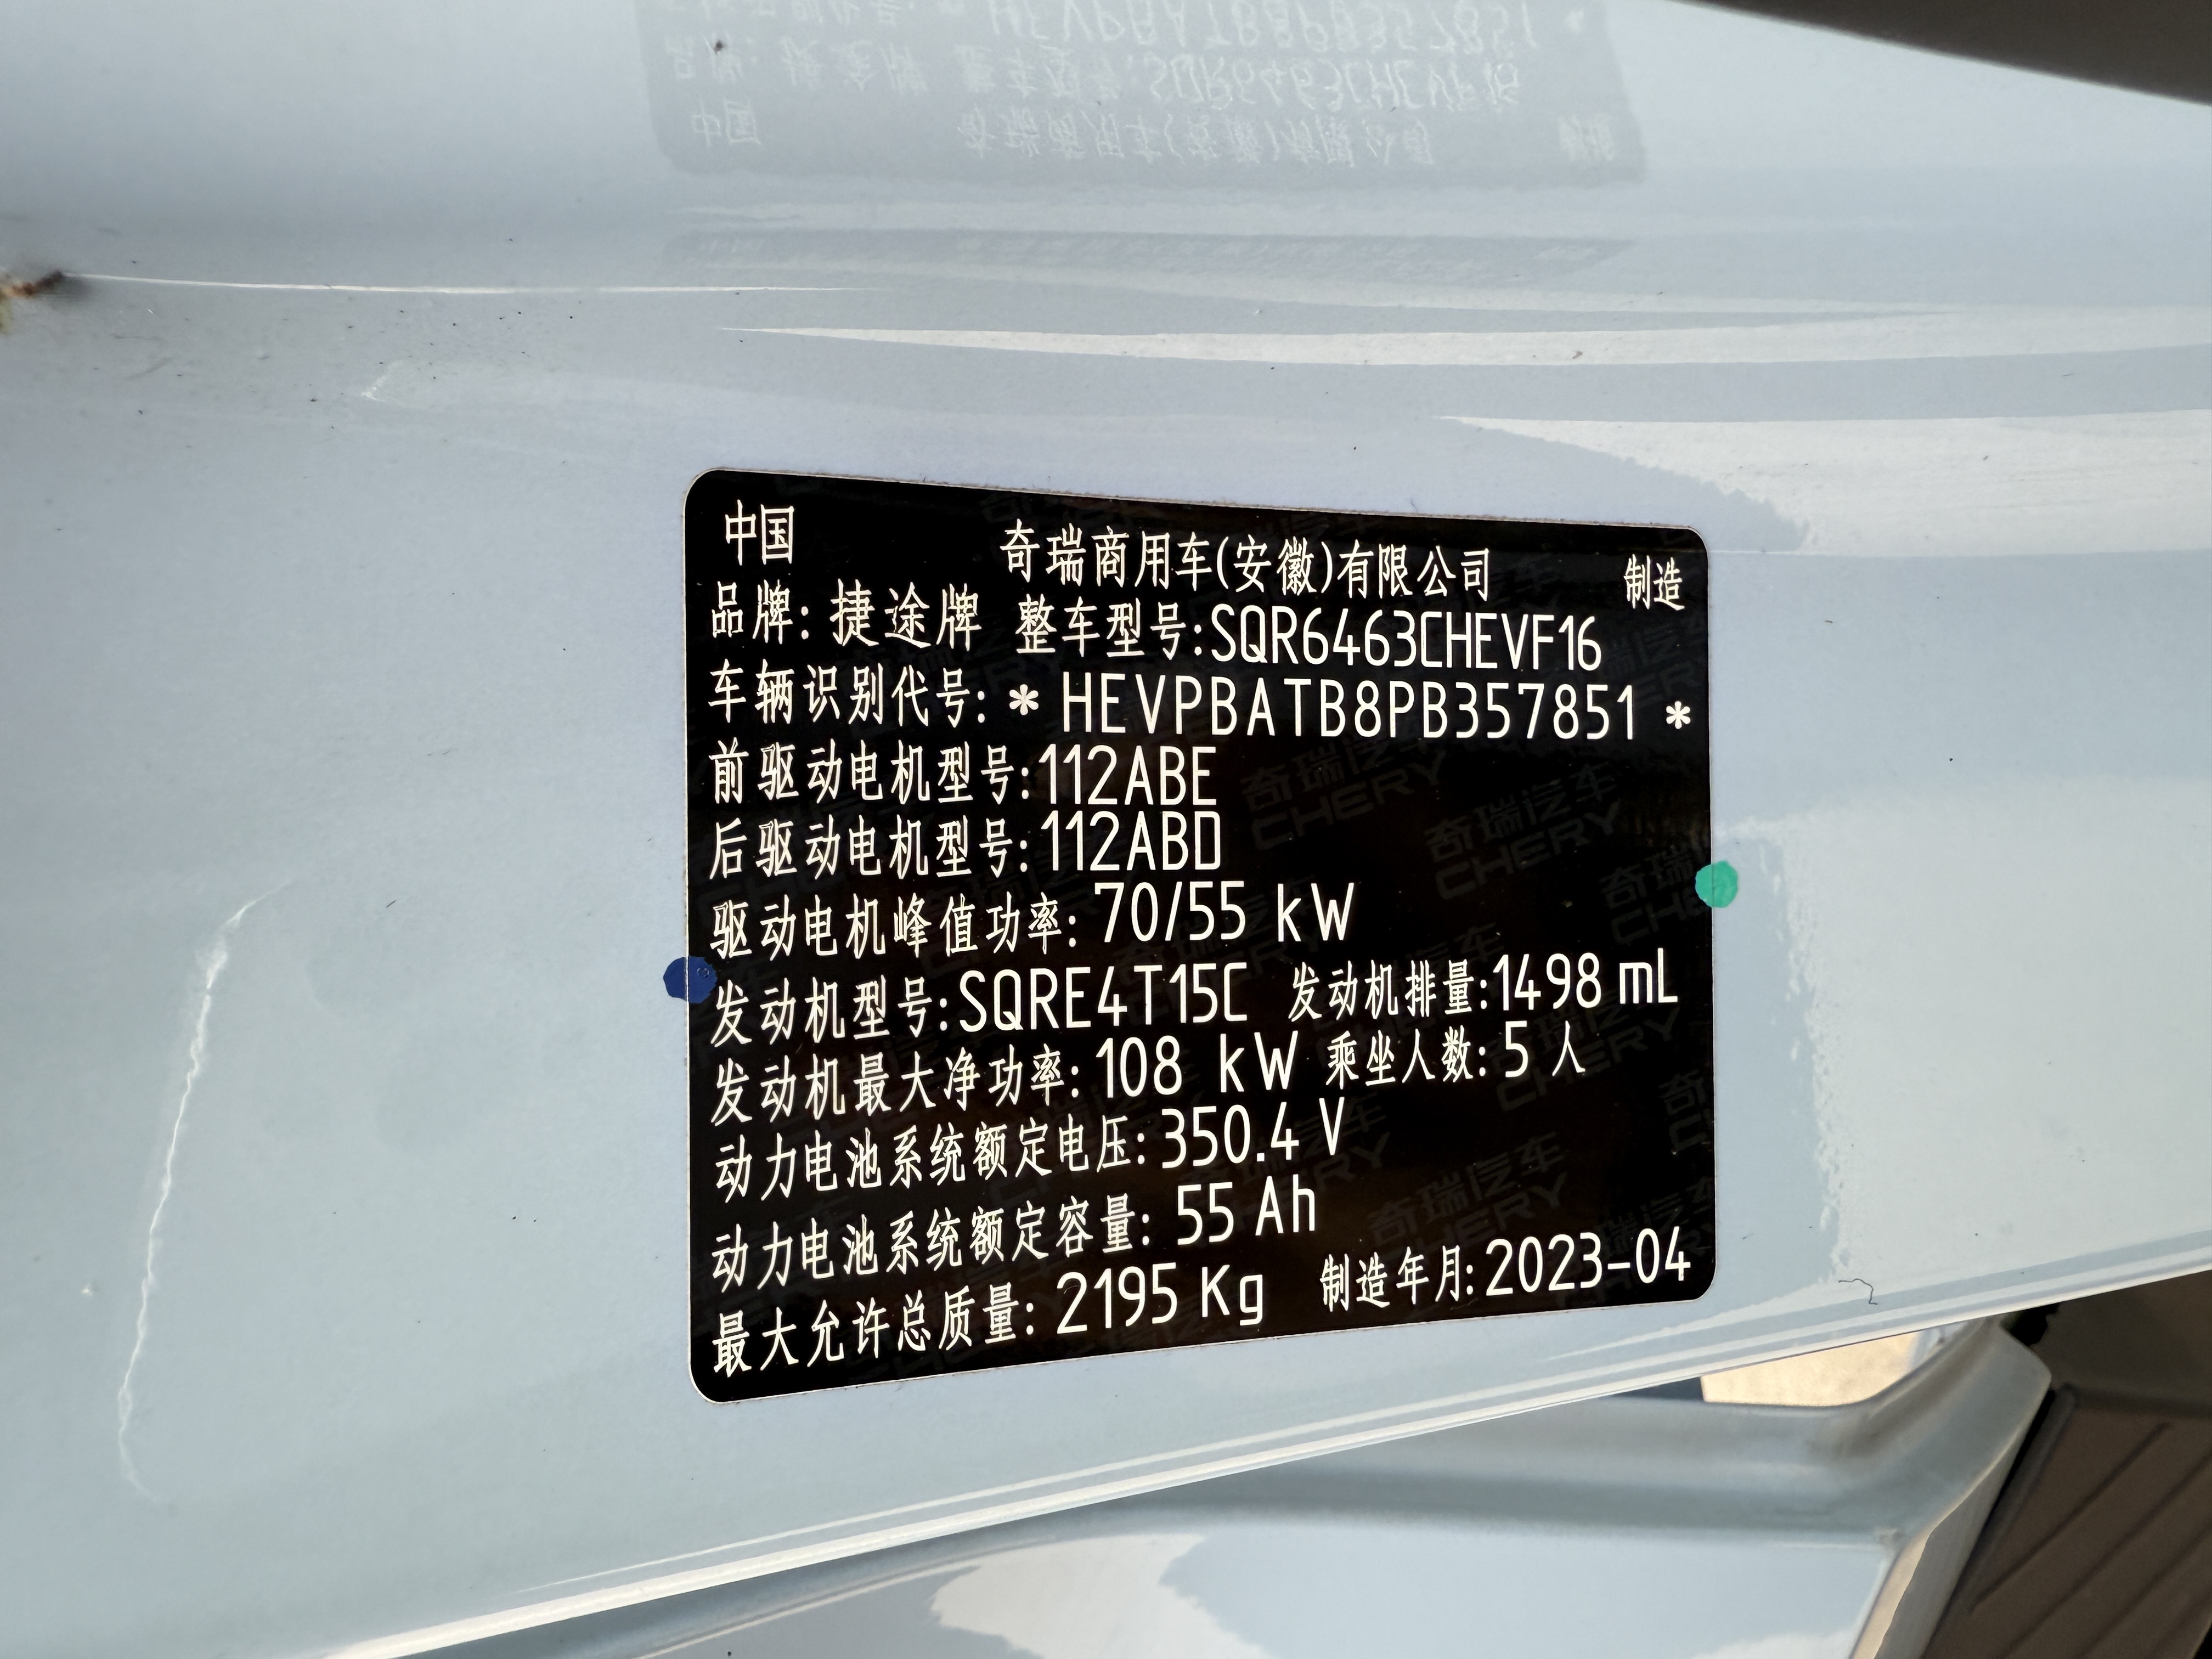 中国 奇瑞商用车(安徽)有限公司 制造
品牌: 捷途牌 整车型号:SQR6463CHEVF16
车辆识别代号: * HEVPBATB8PB357851 *
前驱动电机型号:112ABE
后驱动电机型号:112ABD
驱动电机峰值功率: 70/55 kW
发动机型号:SQRE4T15C 发动机排量:1498 mL
发动机最大净功率: 108 kW 乘坐人数: 5 人
动力电池系统额定电压: 350.4 V
动力电池系统额定容量: 55 Ah
最大允许总质量: 2195 Kg 制造年月: 2023-04